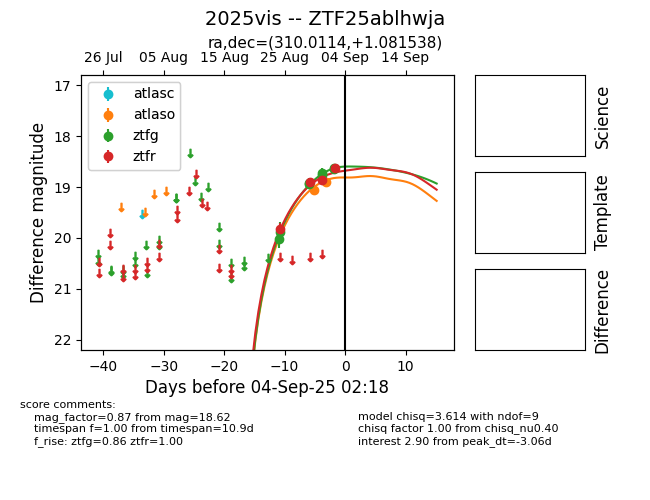 2025vis -- ZTF25ablhwja
ra,dec=(310.0114,+1.081538)
26 Jul 05 Aug 15 Aug 25 Aug 04 Sep 14 Sep
17
18
19
20
21
22
Difference magnitude
atlasc
atlaso
ztfg
ztfr
−40 −30 −20 −10 0 10
Days before 04-Sep-25 02:18
Science
Template
Difference
score comments:
mag_factor=0.87 from mag=18.62
timespan f=1.00 from timespan=10.9d
f_rise: ztfg=0.86 ztfr=1.00
model chisq=3.614 with ndof=9
chisq factor 1.00 from chisq_nu0.40
interest 2.90 from peak_dt=-3.06d